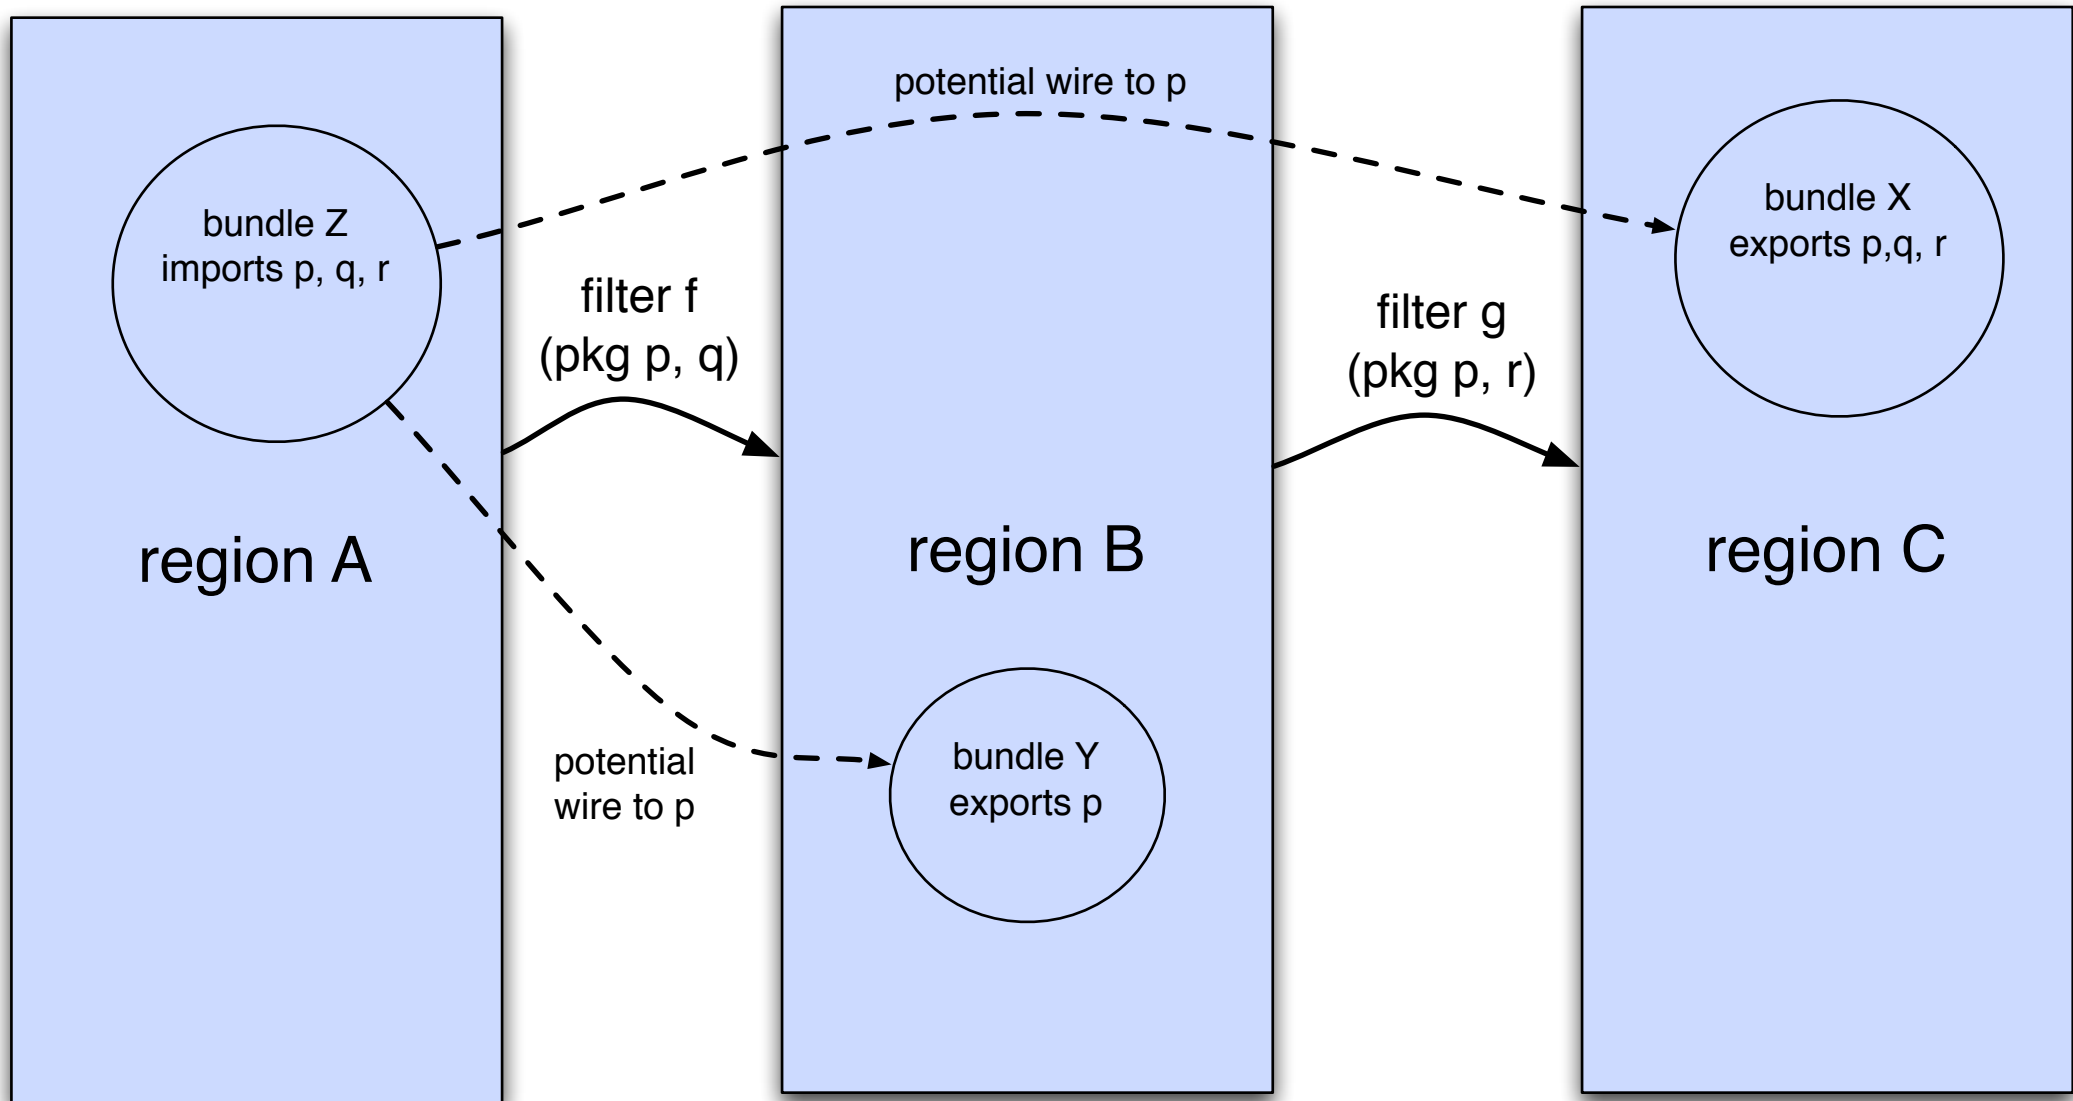 potential wire to p
bundle Z
imports p, q, r
bundle X
exports p,q, r
filter f
(pkg p, q)
filter g
(pkg p, r)
region A
region B
region C
potential
wire to p
bundle Y
exports p